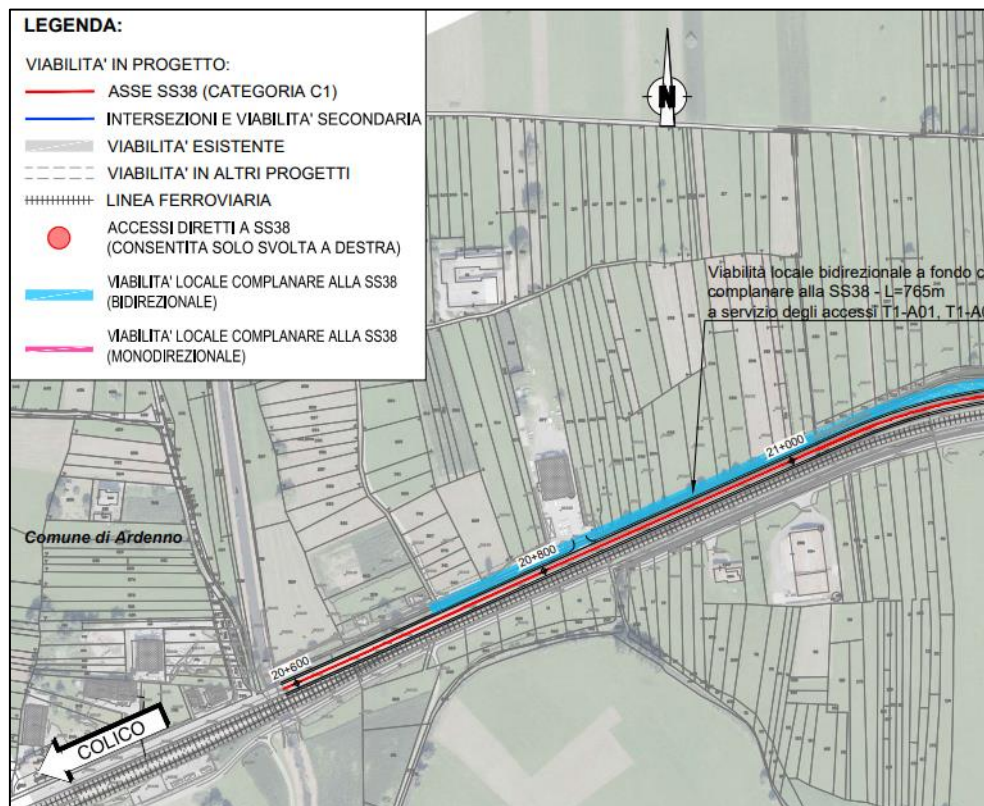 LEGENDA:
VIABILITA' IN PROGETTO:
ASSE SS38 (CATEGORIA C1)
INTERSEZIONI E VIABILITA' SECONDARIA
VIABILITA' ESISTENTE
VIABILITA' IN ALTRI PROGETTI
LINEA FERROVIARIA
ACCESSI DIRETTI A SS38
(CONSENTITA SOLO SVOLTA A DESTRA)
VIABILITA' LOCALE COMPLANARE ALLA SS38
(BIDIREZIONALE)
VIABILITA' LOCALE COMPLANARE ALLA SS38
(MONODIREZIONALE)
N
Viabilità locale bidirezionale a fondo c
complanare alla SS38 - L=765m
a servizio degli accessi T1-A01, T1-A0
21+000
20+800
Comune di Ardenno
20+600
COLICO